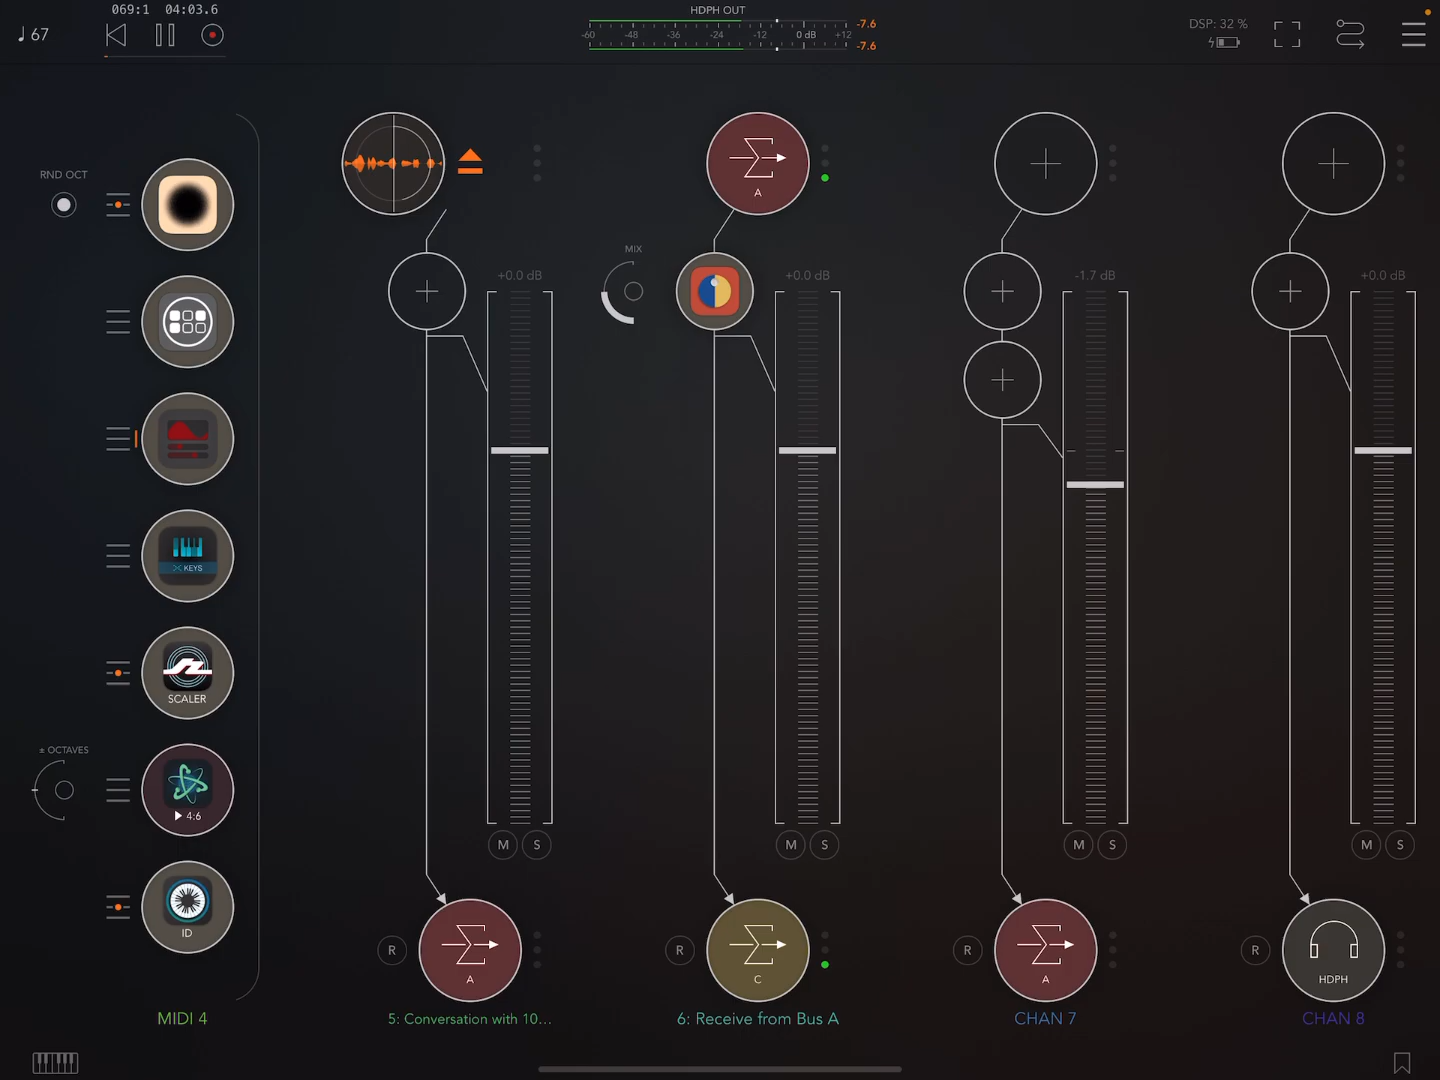 069:1 04:03.6
♩67
HDPH OUT
-60 -48 -36 -24 -12 0 dB +12
-7.6
-7.6
DSP: 32 %
RND OCT
MIX
+0.0 dB
+0.0 dB
-1.7 dB
+0.0 dB
KEYS
SCALER
± OCTAVES
4:6
ID
A
M S
M S
M S
M S
R A
R C
R A
R HDPH
MIDI 4
5: Conversation with 10...
6: Receive from Bus A
CHAN 7
CHAN 8